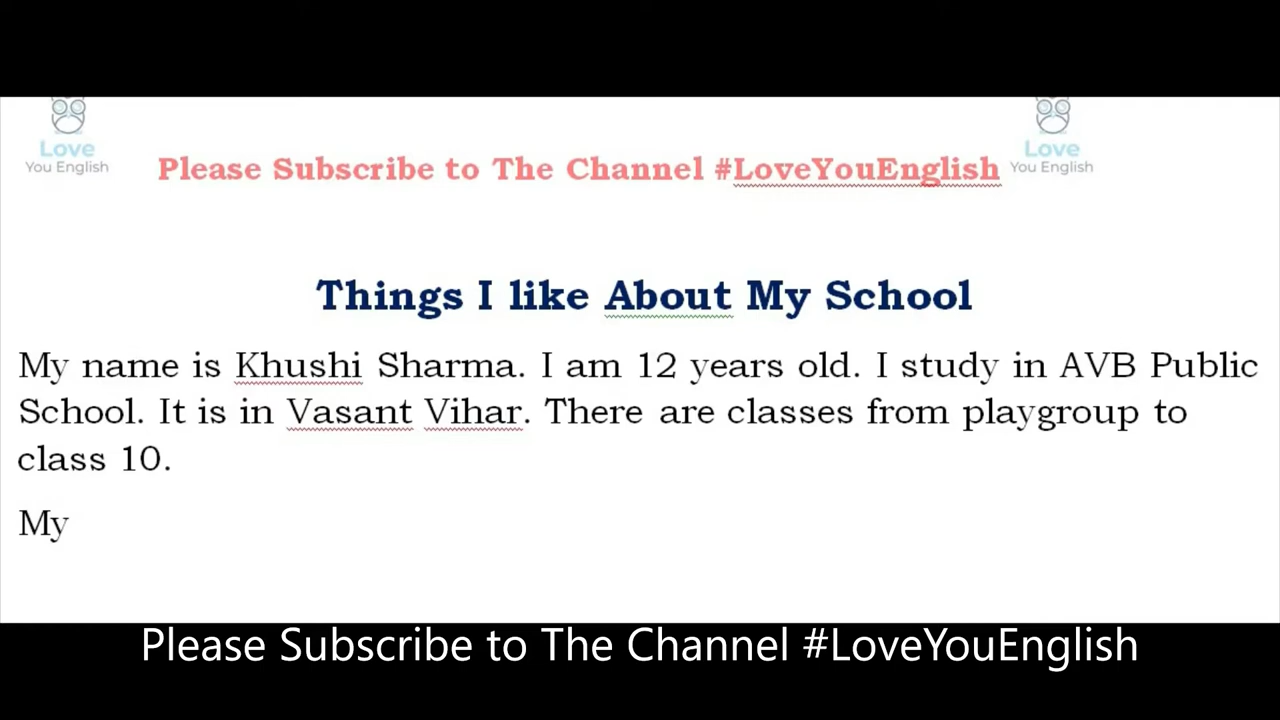 Love
You English
Please Subscribe to The Channel #LoveYouEnglish
Love
You English
Things I like About My School
My name is Khushi Sharma. I am 12 years old. I study in AVB Public
School. It is in Vasant Vihar. There are classes from playgroup to
class 10.
My
Please Subscribe to The Channel #LoveYouEnglish